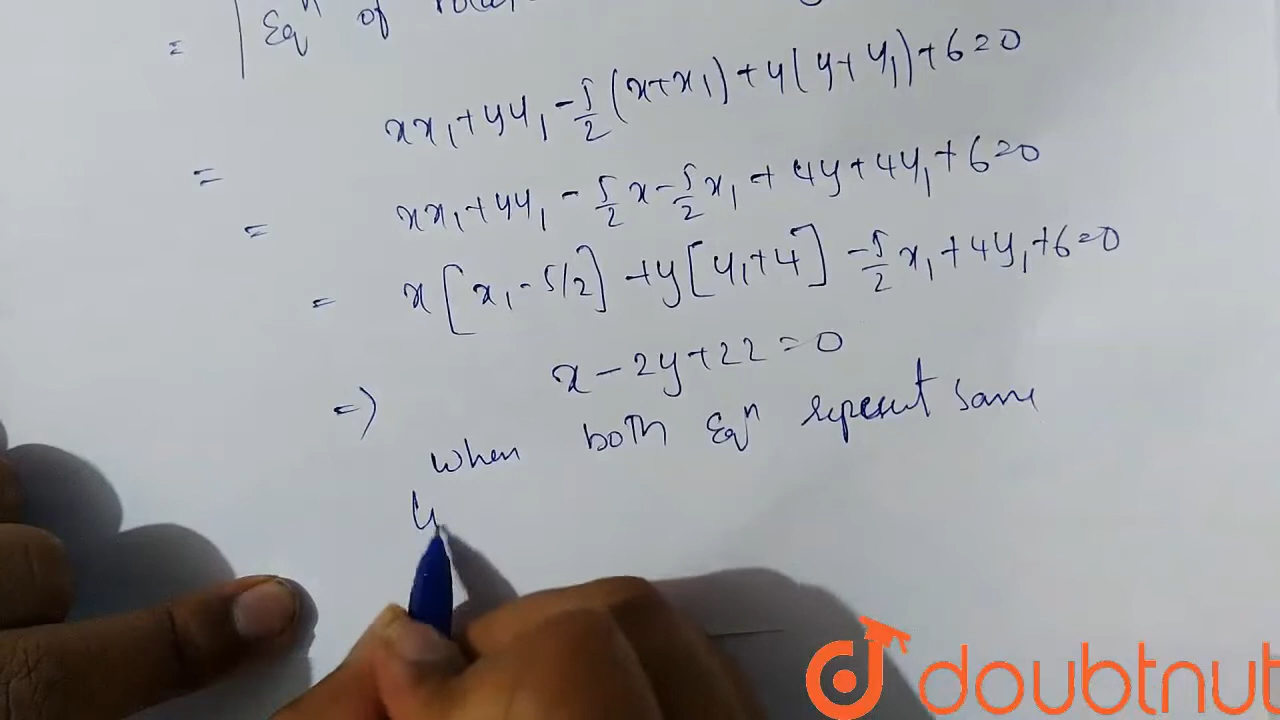 = | Eqⁿ of
xx₁+yy₁-5/2(x+x₁)+4(y+y₁)+6=0
=
= xx₁+yy₁-5/2x-5/2x₁+4y+4y₁+6=0
= x[x₁-5/2]+y[y₁+4]-5/2x₁+4y₁+6=0
=) x-2y+22=0
when both Eqⁿ repesent same
doubtnut